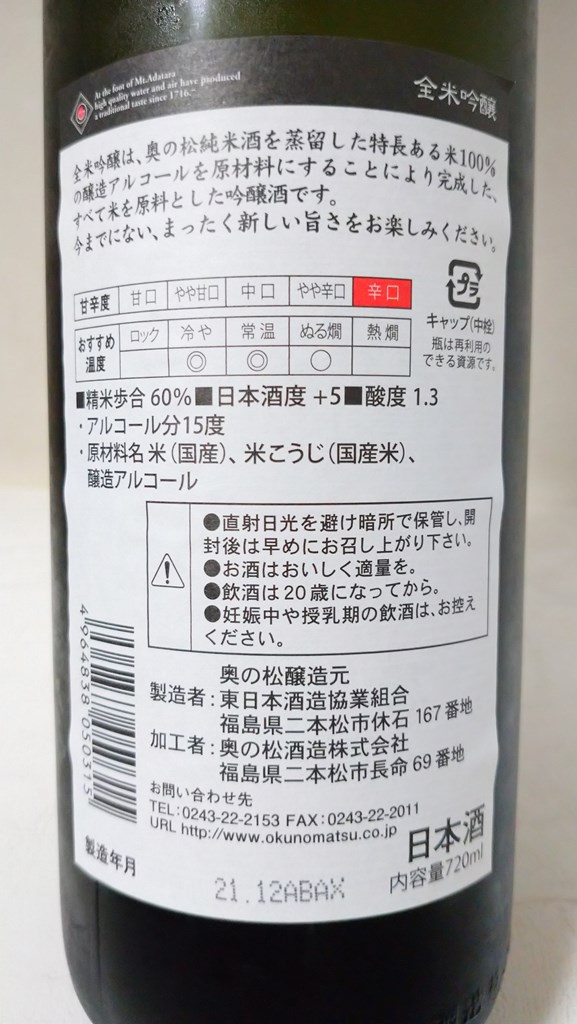 At the foot of Mt.Adatara
high quality water and air have produced
a traditional taste since 1716.
全米吟醸
全米吟醸は、奥の松純米酒を蒸留した特長ある米100%
の醸造アルコールを原材料にすることにより完成した、
すべて米を原料とした吟醸酒です。
今までにない、まったく新しい旨さをお楽しみください。
甘辛度 甘口 やや甘口 中口 やや辛口 辛口
おすすめ温度 ロック 冷や 常温 ぬる燗 熱燗
◎ ◎ ○
プラ
キャップ(中栓)
瓶は再利用の
できる資源です。
■精米歩合 60%■日本酒度 +5■酸度 1.3
・アルコール分15度
・原材料名 米(国産)、米こうじ(国産米)、
醸造アルコール
●直射日光を避け暗所で保管し、開
封後は早めにお召し上がり下さい。
●お酒はおいしく適量を。
●飲酒は20歳になってから。
●妊娠中や授乳期の飲酒は、お控え
ください。
4964838050315
奥の松醸造元
製造者:東日本酒造協業組合
福島県二本松市休石 167番地
加工者:奥の松酒造株式会社
福島県二本松市長命 69番地
お問い合わせ先
TEL:0243-22-2153 FAX:0243-22-2011
URL http://www.okunomatsu.co.jp
日本酒
内容量720ml
製造年月
21.12ABAX